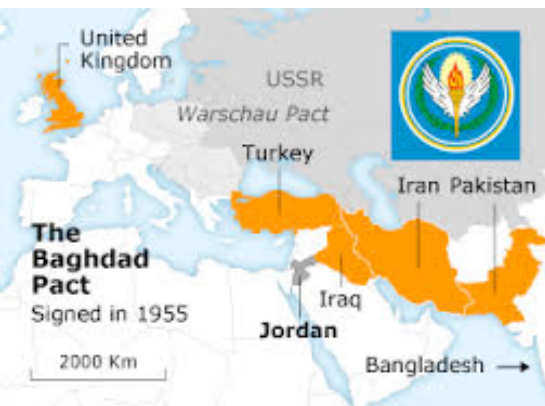 United
Kingdom
USSR
Warschau Pact
Turkey
Iran Pakistan
The
Baghdad
Pact
Signed in 1955
Iraq
Jordan
2000 Km
Bangladesh